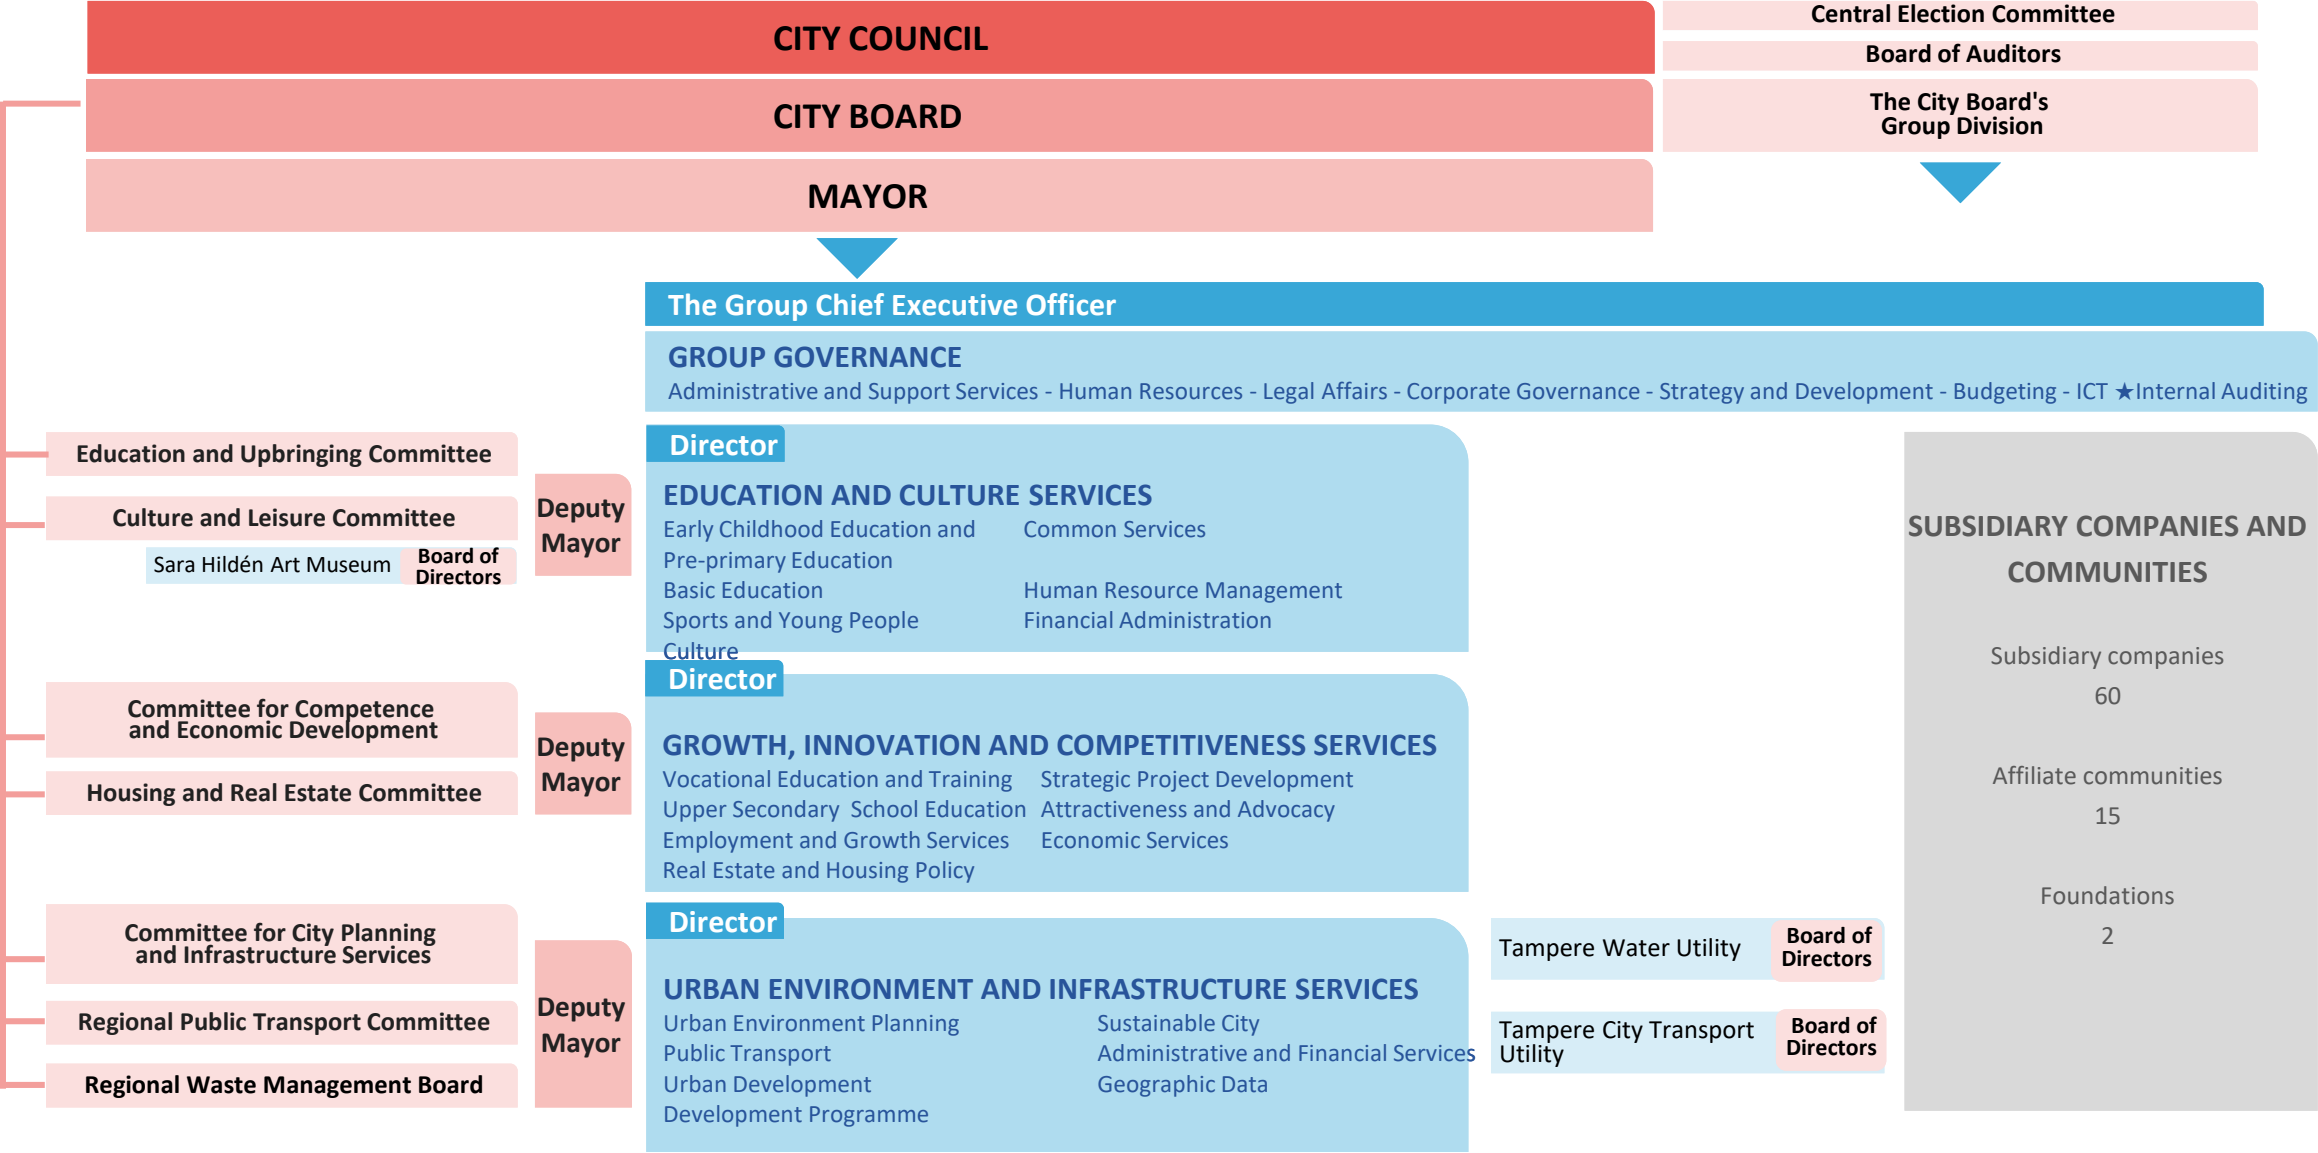 CITY COUNCIL
Central Election Committee
Board of Auditors
CITY BOARD
The City Board's
Group Division
MAYOR
The Group Chief Executive Officer
GROUP GOVERNANCE
Administrative and Support Services - Human Resources - Legal Affairs - Corporate Governance - Strategy and Development - Budgeting - ICT ★Internal Auditing
Education and Upbringing Committee
Culture and Leisure Committee
Sara Hildén Art Museum
Board of
Directors
Deputy
Mayor
Director
EDUCATION AND CULTURE SERVICES
Early Childhood Education and
Pre-primary Education
Basic Education
Sports and Young People
Culture
Common Services
Human Resource Management
Financial Administration
Committee for Competence
and Economic Development
Housing and Real Estate Committee
Deputy
Mayor
Director
GROWTH, INNOVATION AND COMPETITIVENESS SERVICES
Vocational Education and Training
Upper Secondary School Education
Employment and Growth Services
Real Estate and Housing Policy
Strategic Project Development
Attractiveness and Advocacy
Economic Services
Committee for City Planning
and Infrastructure Services
Regional Public Transport Committee
Regional Waste Management Board
Deputy
Mayor
Director
URBAN ENVIRONMENT AND INFRASTRUCTURE SERVICES
Urban Environment Planning
Public Transport
Urban Development
Development Programme
Sustainable City
Administrative and Financial Services
Geographic Data
Tampere Water Utility
Board of
Directors
Tampere City Transport
Utility
Board of
Directors
SUBSIDIARY COMPANIES AND
COMMUNITIES
Subsidiary companies
60
Affiliate communities
15
Foundations
2